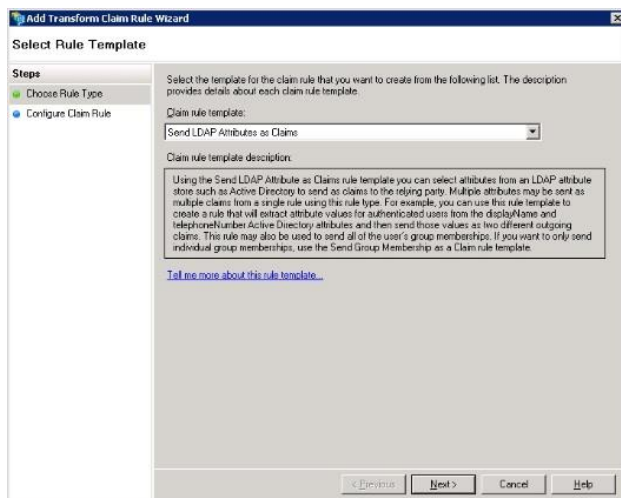 Add Transform Claim Rule Wizard
Select Rule Template
Steps
Choose Rule Type
Configure Claim Rule
Select the template for the claim rule that you want to create from the following list. The description
provides details about each claim rule template.
Claim rule template:
Send LDAP Attributes as Claims
Claim rule template description:
Using the Send LDAP Attribute as Claims rule template you can select attributes from an LDAP attribute
store such as Active Directory to send as claims to the relying party. Multiple attributes may be sent as
multiple claims from a single rule using this rule type. For example, you can use this rule template to
create a rule that will extract attribute values for authenticated users from the displayName and
telephoneNumber Active Directory attributes and then send those values as two different outgoing
claims. This rule may also be used to send all of the user's group memberships. If you want to only send
individual group memberships, use the Send Group Membership as a Claim rule template.
Tell me more about this rule template...
< Previous
Next >
Cancel
Help